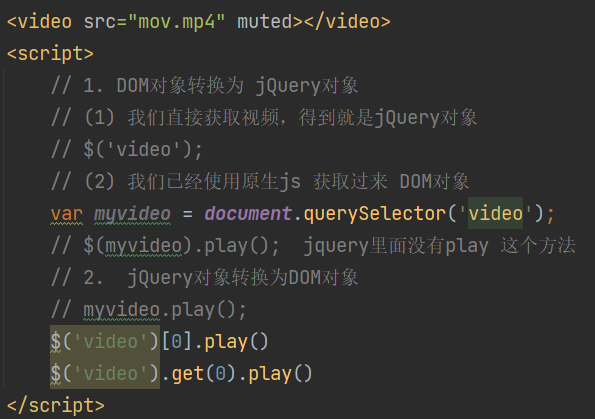 <video src="mov.mp4" muted></video>
<script>
// 1. DOM对象转换为 jQuery对象
// (1) 我们直接获取视频，得到就是jQuery对象
// $('video');
// (2) 我们已经使用原生js 获取过来 DOM对象
var myvideo = document.querySelector('video');
// $(myvideo).play();  jquery里面没有play 这个方法
// 2.  jQuery对象转换为DOM对象
// myvideo.play();
$('video')[0].play()
$('video').get(0).play()
</script>